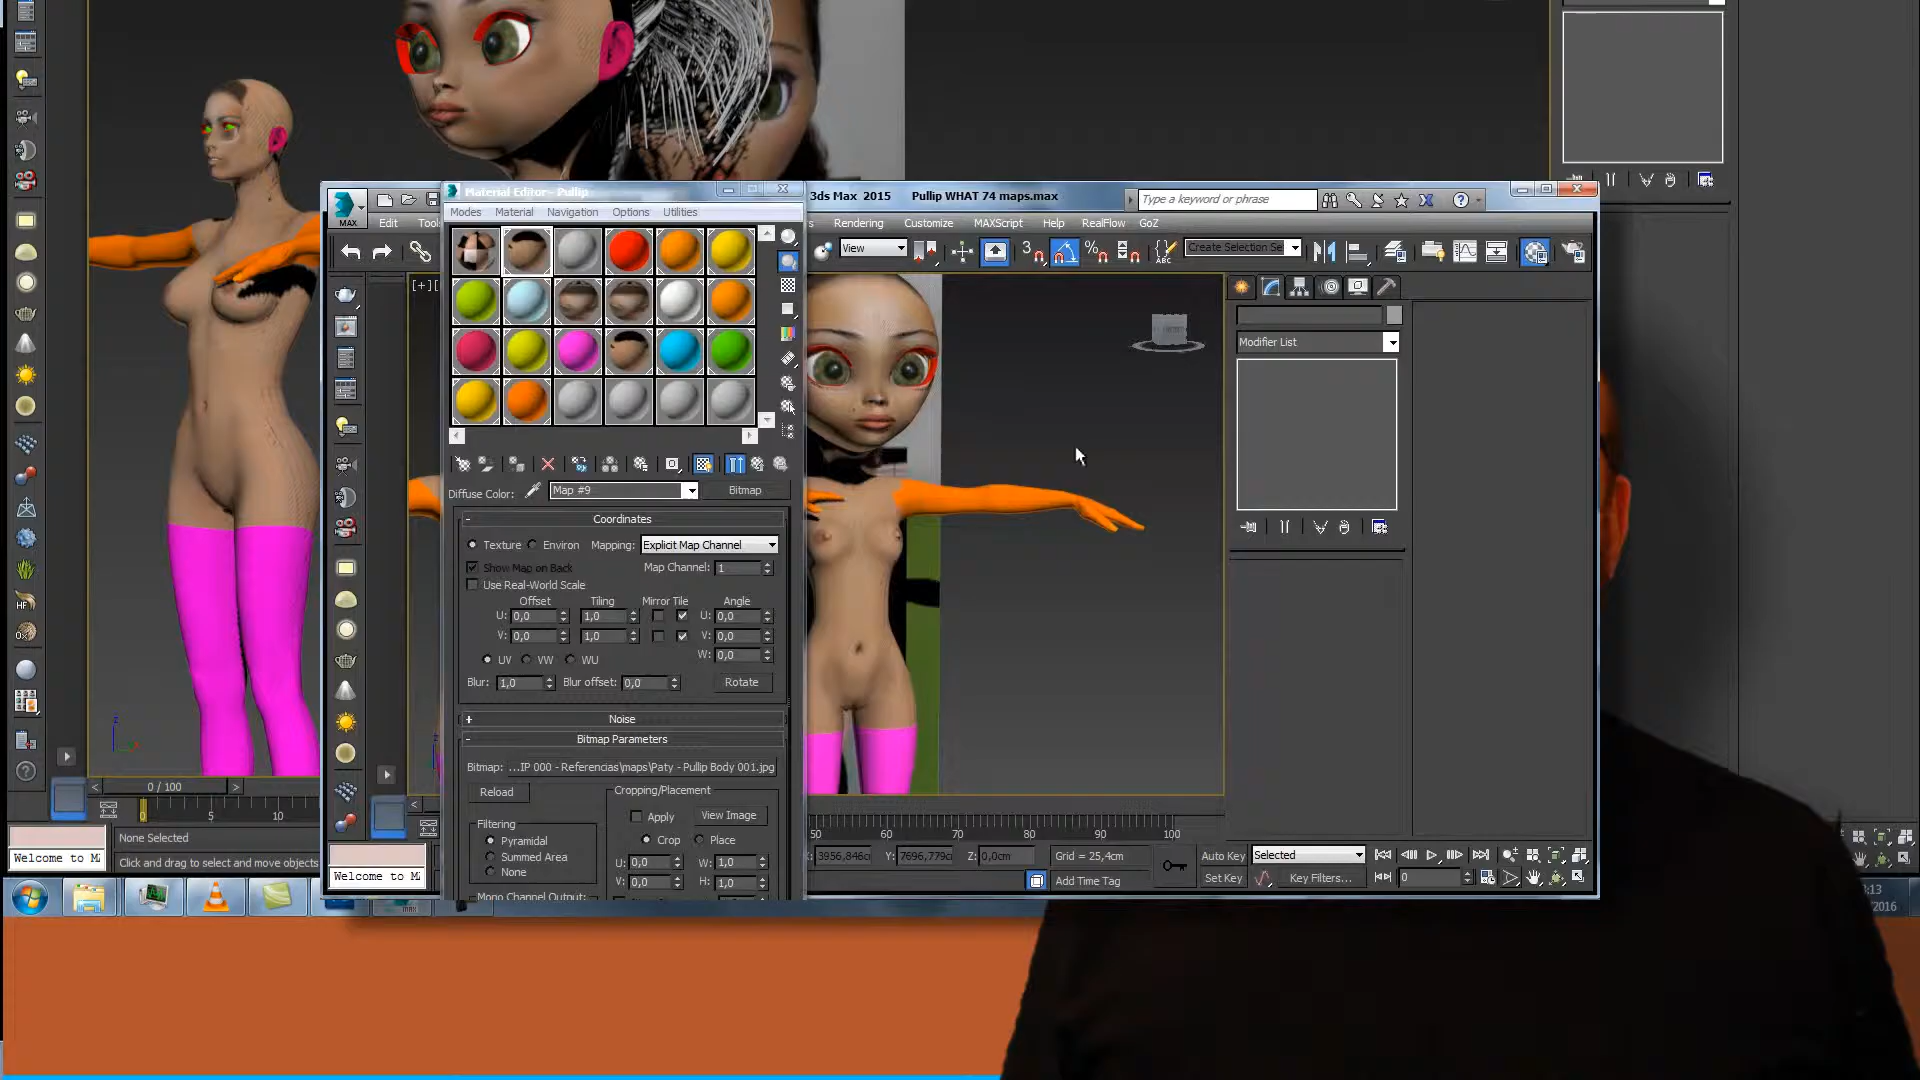 Material Editor - Pullip
3ds Max 2015 Pullip WHAT 74 maps.max
Type a keyword or phrase
MAX
Modes Material Navigation Options Utilities
Edit Tools
Rendering Customize MAXScript Help RealFlow GoZ
View
3
ABC
Create Selection Se
[+][
Modifier List
Diffuse Color: Map #9 Bitmap
Coordinates
Texture Environ Mapping: Explicit Map Channel
Show Map on Back Map Channel: 1
Use Real-World Scale
Offset Tiling Mirror Tile Angle
U: 0,0 1,0 U: 0,0
V: 0,0 1,0 V: 0,0
W: 0,0
UV VW WU
Blur: 1,0 Blur offset: 0,0 Rotate
Noise
Bitmap Parameters
Bitmap: ...IP 000 - Referencias\maps\Paty - Pullip Body 001.jpg
Reload
Cropping/Placement
Apply View Image
Filtering
Pyramidal
Summed Area
None
Crop Place
U: 0,0 W: 1,0
V: 0,0 H: 1,0
Mono Channel Output:
0 / 100
0 5 10 15
None Selected
Welcome to M
Click and drag to select and move objects
Welcome to M
50 60 70 80 90 100
X: 3956,846c Y: 7696,779c Z: 0,0cm Grid = 25,4cm
Add Time Tag
Auto Key Selected
Set Key Key Filters...
0
:13
2016